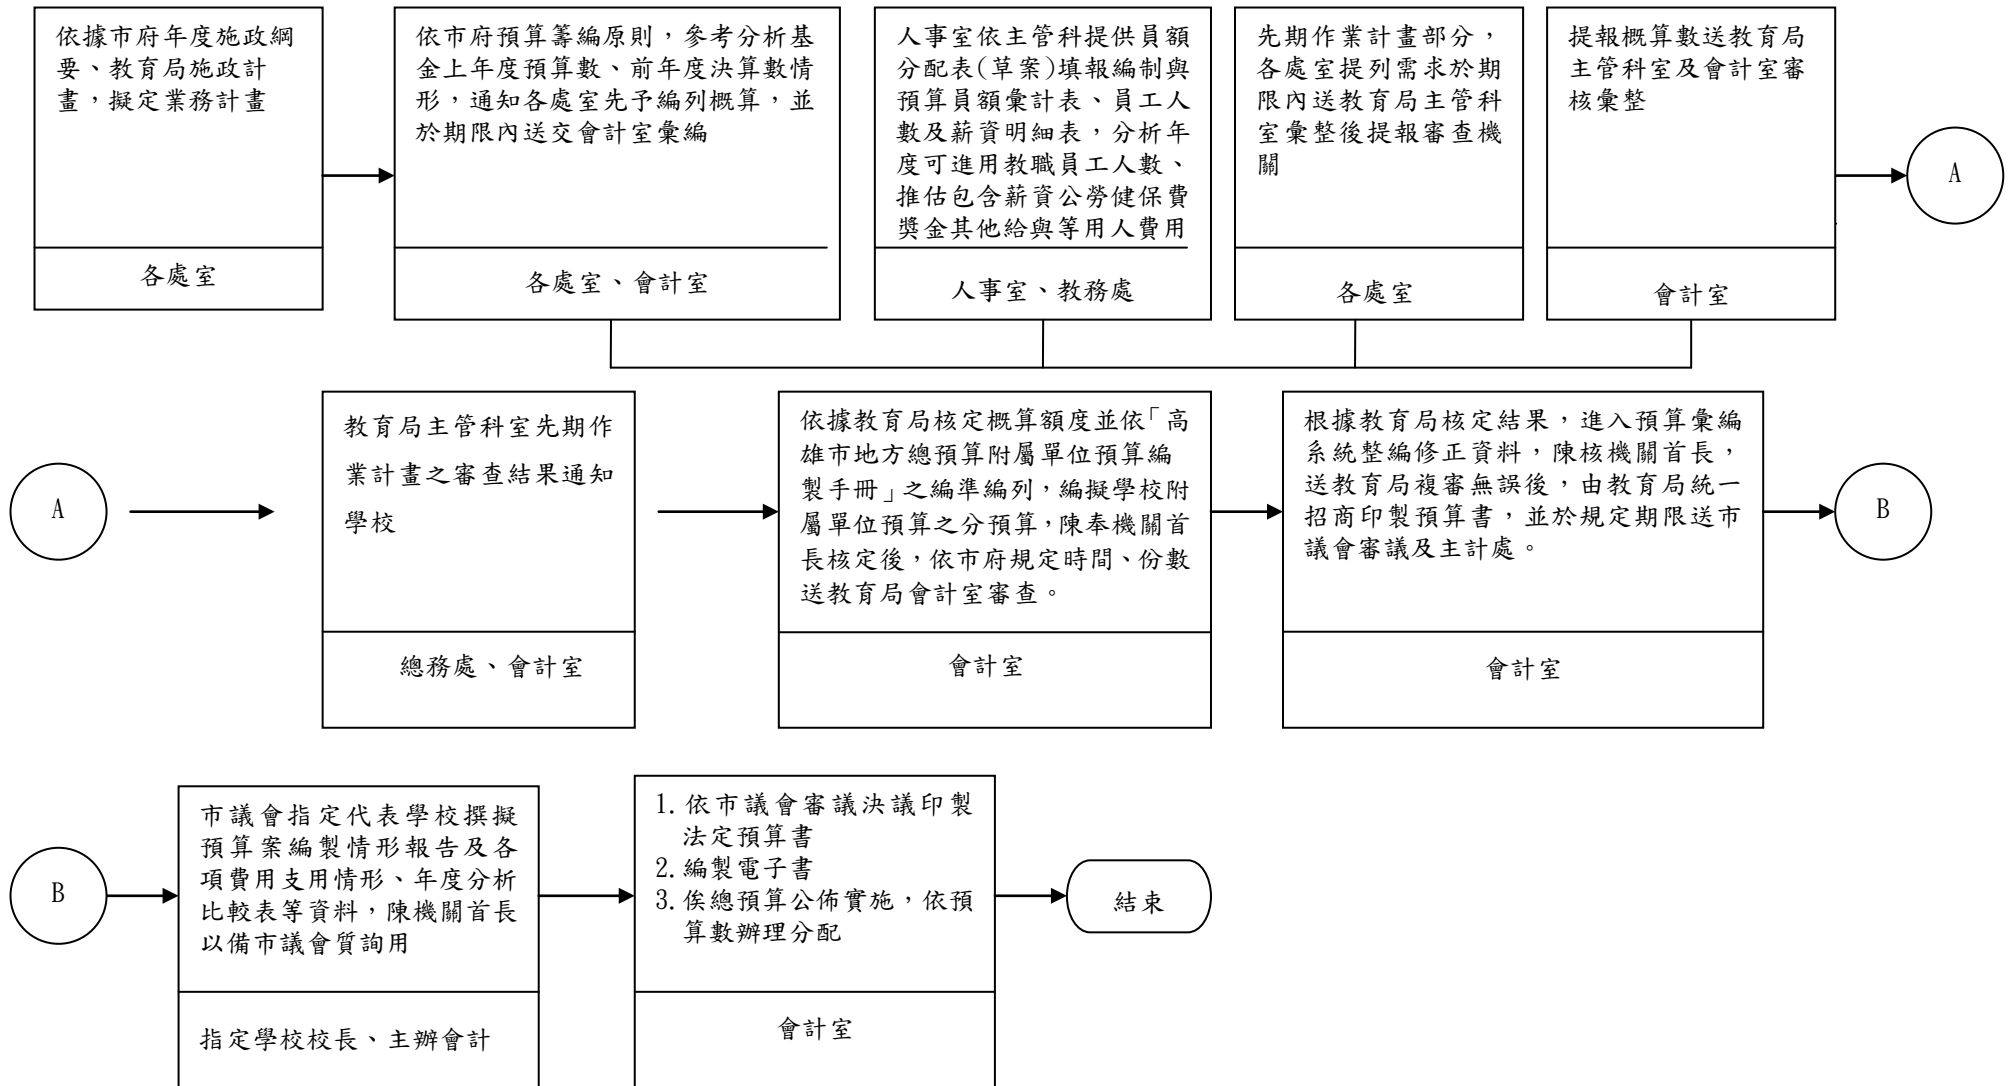 依據市府年度施政綱
要、教育局施政計
畫，擬定業務計畫
各處室
依市府預算籌編原則，參考分析基
金上年度預算數、前年度決算數情
形，通知各處室先予編列概算，並
於期限內送交會計室彙編
各處室、會計室
人事室依主管科提供員額
分配表(草案)填報編制與
預算員額彙計表、員工人
數及薪資明細表，分析年
度可進用教職員工人數、
推估包含薪資公勞健保費
獎金其他給與等用人費用
人事室、教務處
先期作業計畫部分，
各處室提列需求於期
限內送教育局主管科
室彙整後提報審查機
關
各處室
提報概算數送教育局
主管科室及會計室審
核彙整
會計室
A
A
教育局主管科室先期作
業計畫之審查結果通知
學校
總務處、會計室
依據教育局核定概算額度並依「高
雄市地方總預算附屬單位預算編
製手冊」之編準編列，編擬學校附
屬單位預算之分預算，陳奉機關首
長核定後，依市府規定時間、份數
送教育局會計室審查。
會計室
根據教育局核定結果，進入預算彙編
系統整編修正資料，陳核機關首長，
送教育局複審無誤後，由教育局統一
招商印製預算書，並於規定期限送市
議會審議及主計處。
會計室
B
B
市議會指定代表學校撰擬
預算案編製情形報告及各
項費用支用情形、年度分析
比較表等資料，陳機關首長
以備市議會質詢用
指定學校校長、主辦會計
1.依市議會審議決議印製
法定預算書
2.編製電子書
3.俟總預算公佈實施，依預
算數辦理分配
會計室
結束